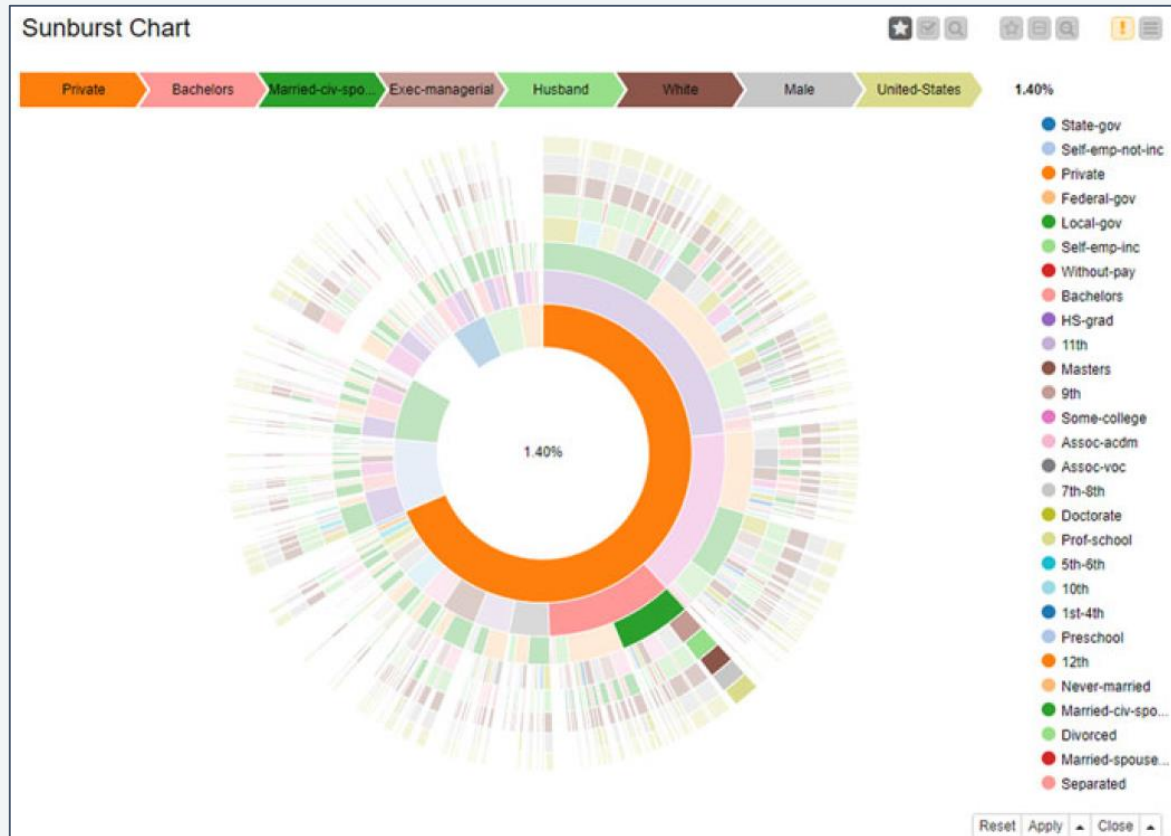 Sunburst Chart
Private Bachelors Married-civ-spo... Exec-managerial Husband White Male United-States 1.40%
State-gov
Self-emp-not-inc
Private
Federal-gov
Local-gov
Self-emp-inc
Without-pay
Bachelors
HS-grad
11th
Masters
9th
Some-college
Assoc-acdm
Assoc-voc
7th-8th
Doctorate
Prof-school
5th-6th
10th
1st-4th
Preschool
12th
Never-married
Married-civ-spo...
Divorced
Married-spouse...
Separated
1.40%
Reset Apply Close